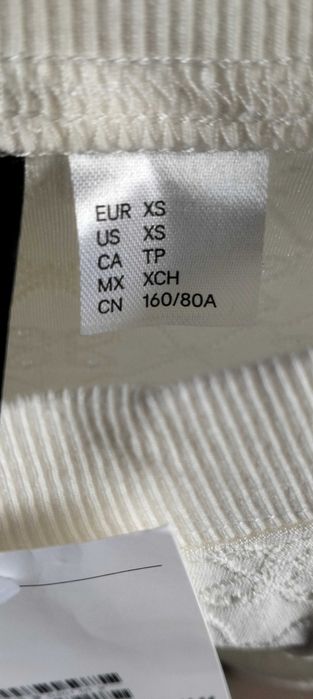 EUR XS
US XS
CA TP
MX XCH
CN 160/80A